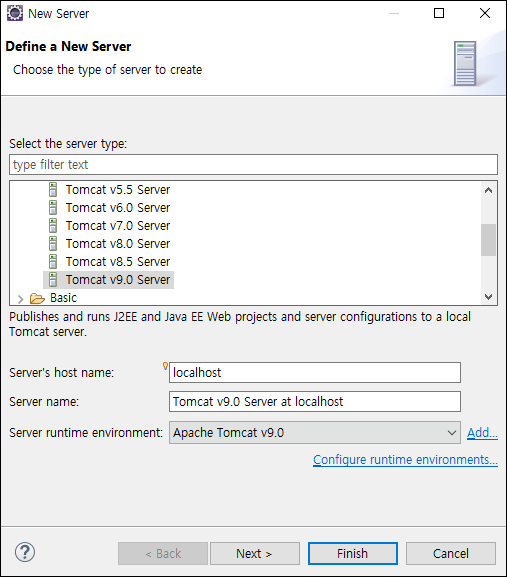 New Server
Define a New Server
Choose the type of server to create
Select the server type:
type filter text
Tomcat v5.5 Server
Tomcat v6.0 Server
Tomcat v7.0 Server
Tomcat v8.0 Server
Tomcat v8.5 Server
Tomcat v9.0 Server
Basic
Publishes and runs J2EE and Java EE Web projects and server configurations to a local
Tomcat server.
Server's host name: localhost
Server name: Tomcat v9.0 Server at localhost
Server runtime environment: Apache Tomcat v9.0 Add...
Configure runtime environments...
? < Back Next > Finish Cancel